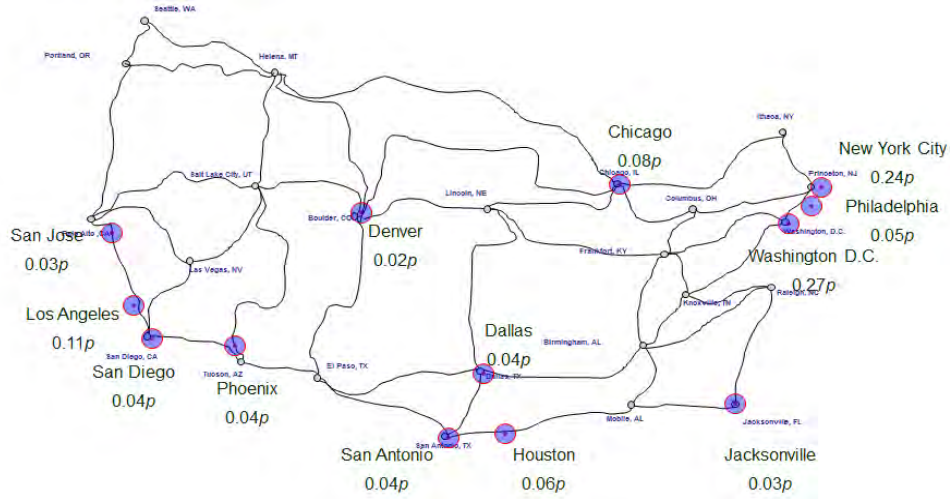 Seattle, WA
Portland, OR
Helena, MT
Ithaca, NY
Chicago
0.08p
Chicago, IL
New York City
Princeton, NJ
0.24p
Salt Lake City, UT
Lincoln, NE
Columbus, OH
Philadelphia
0.05p
Boulder, CO
Denver
0.02p
Washington, D.C.
San Jose
0.03p
Frankfort, KY
Washington D.C.
0.27p
Las Vegas, NV
Knoxville, TN
Raleigh, NC
Los Angeles
0.11p
Dallas
0.04p
Dallas, TX
Birmingham, AL
San Diego, CA
San Diego
0.04p
Tucson, AZ
Phoenix
0.04p
El Paso, TX
Mobile, AL
Jacksonville, FL
San Antonio, TX
San Antonio
0.04p
Houston
0.06p
Jacksonville
0.03p